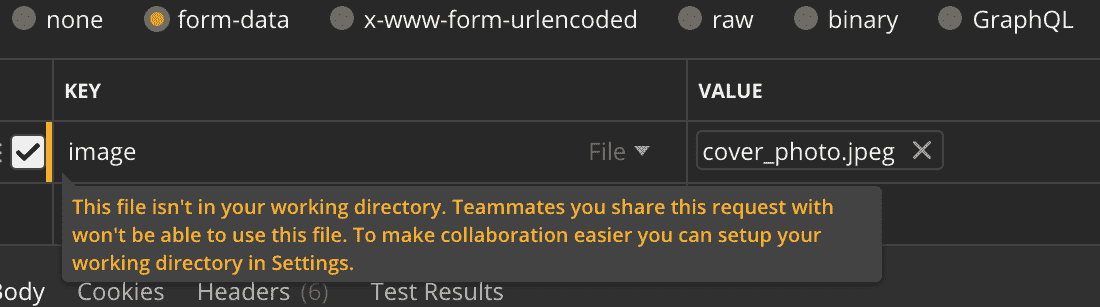 none form-data x-www-form-urlencoded raw binary GraphQL
KEY VALUE
image File cover_photo.jpeg
This file isn't in your working directory. Teammates you share this request with
won't be able to use this file. To make collaboration easier you can setup your
working directory in Settings.
Body Cookies Headers (6) Test Results